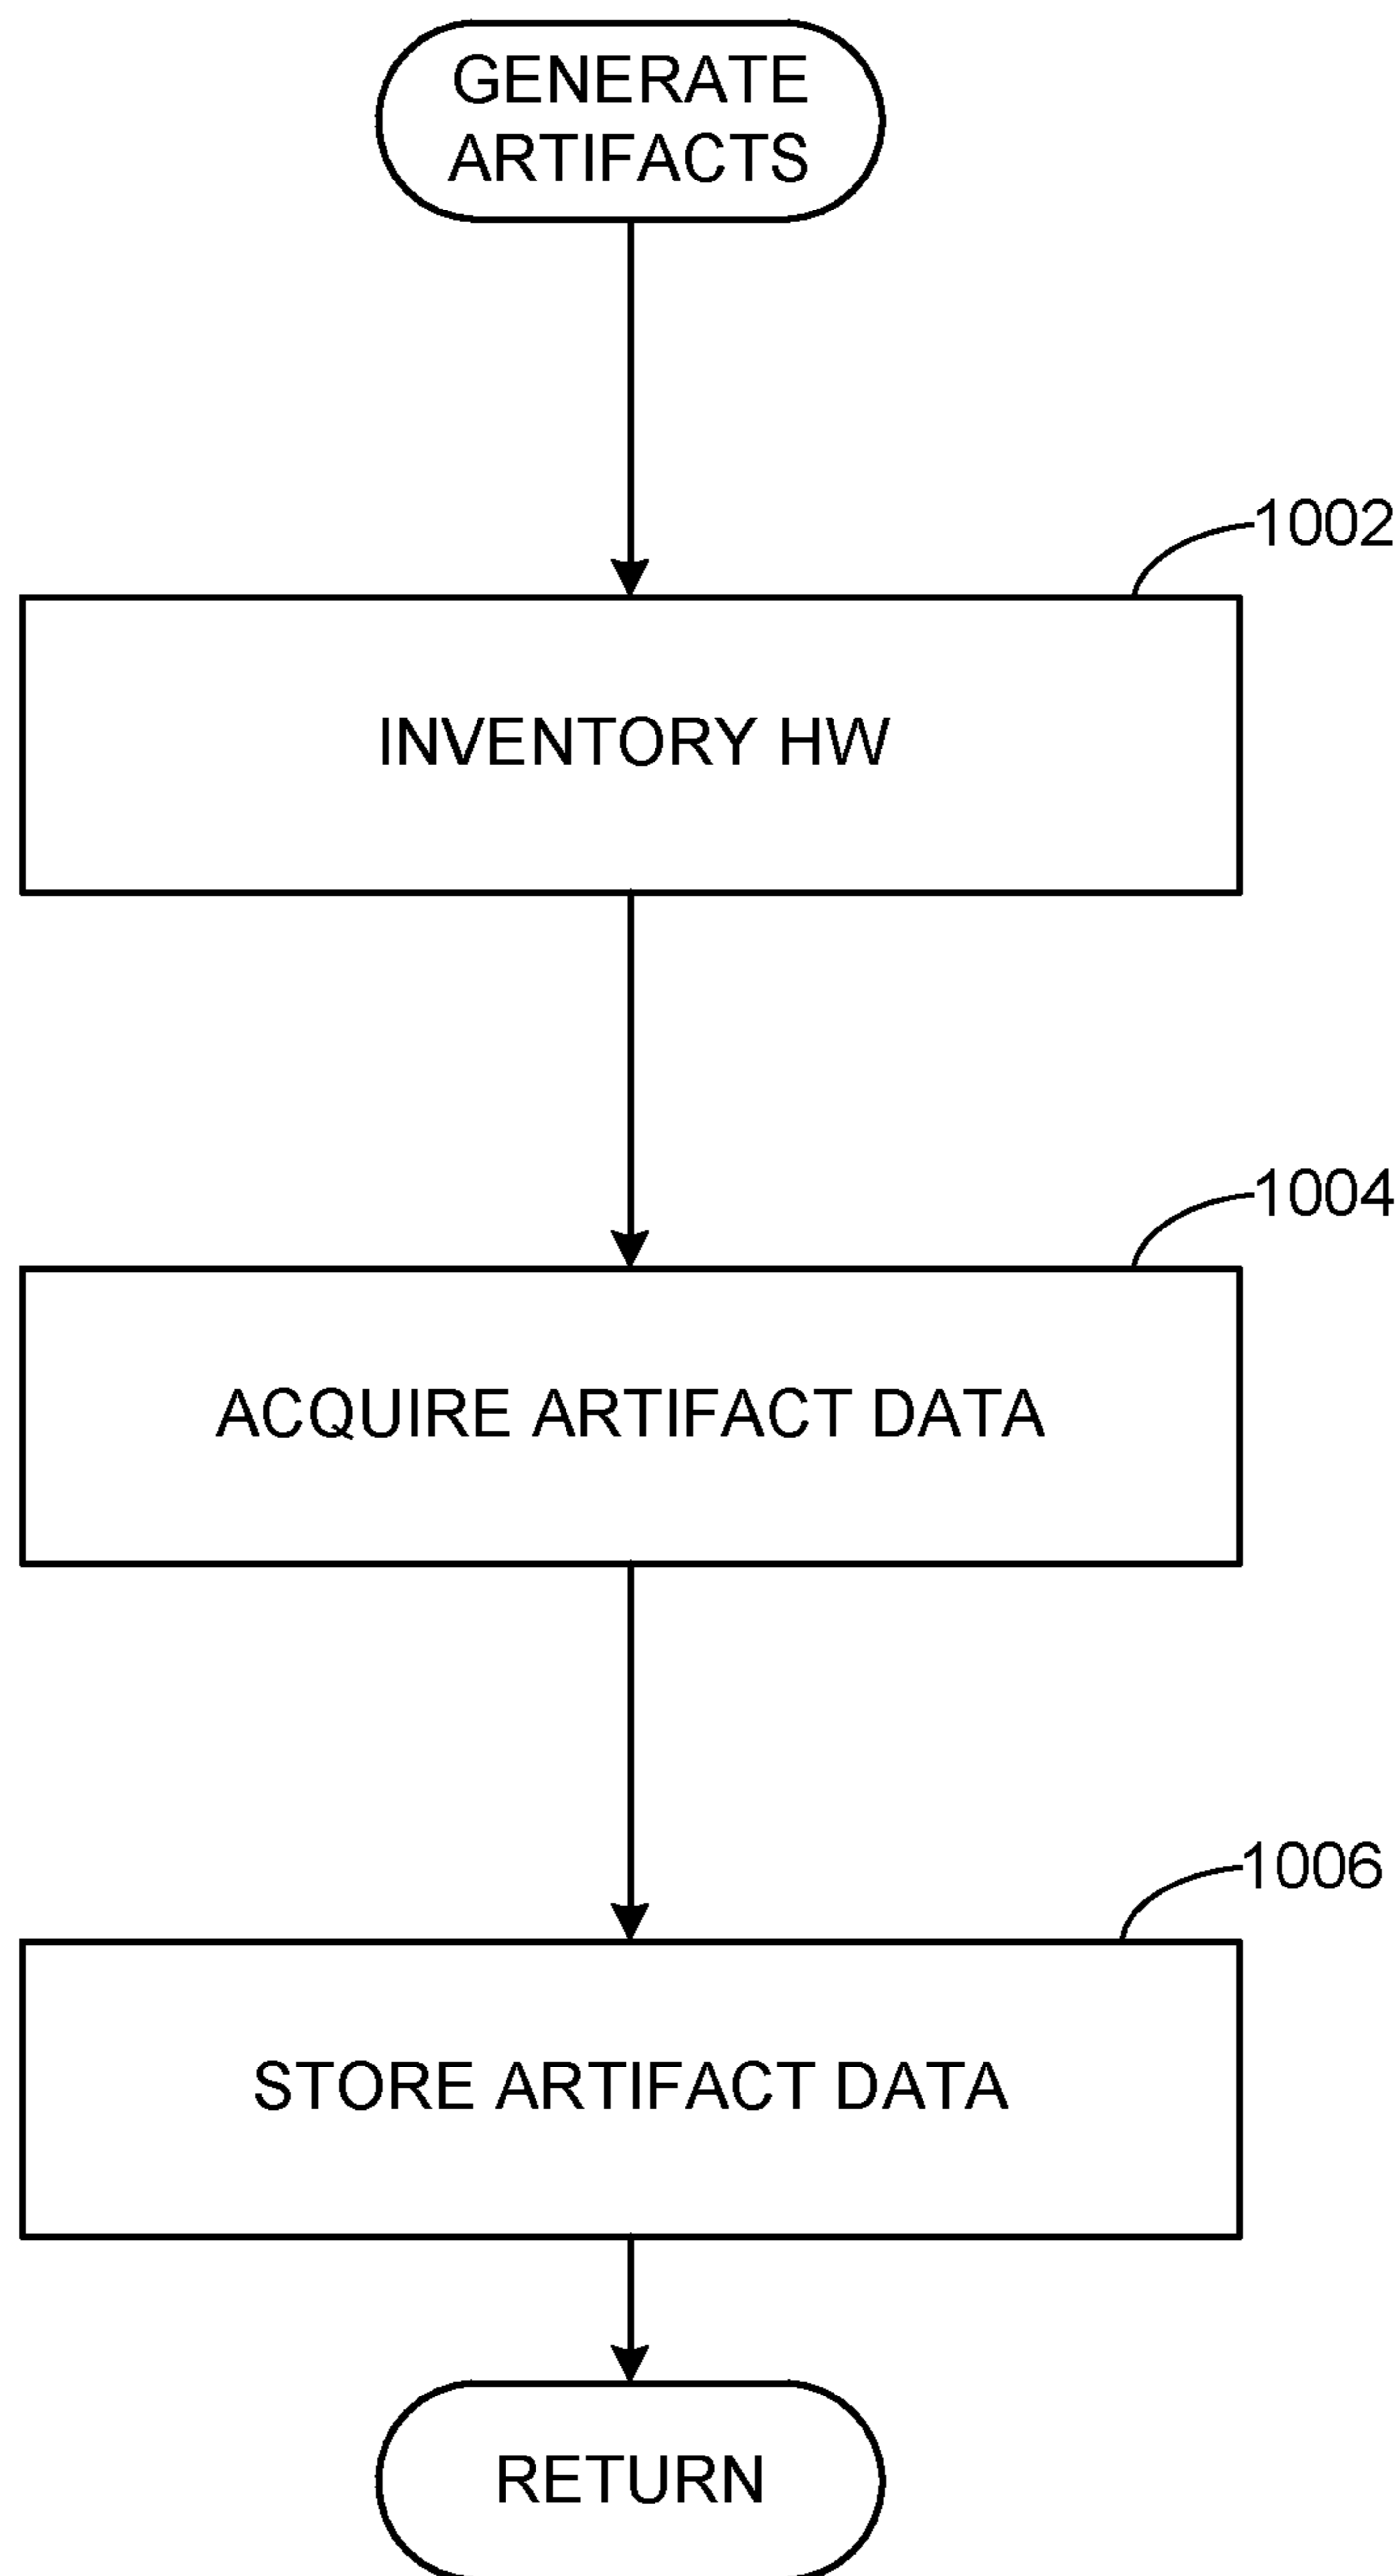 GENERATE
ARTIFACTS
1002
INVENTORY HW
1004
ACQUIRE ARTIFACT DATA
1006
STORE ARTIFACT DATA
RETURN